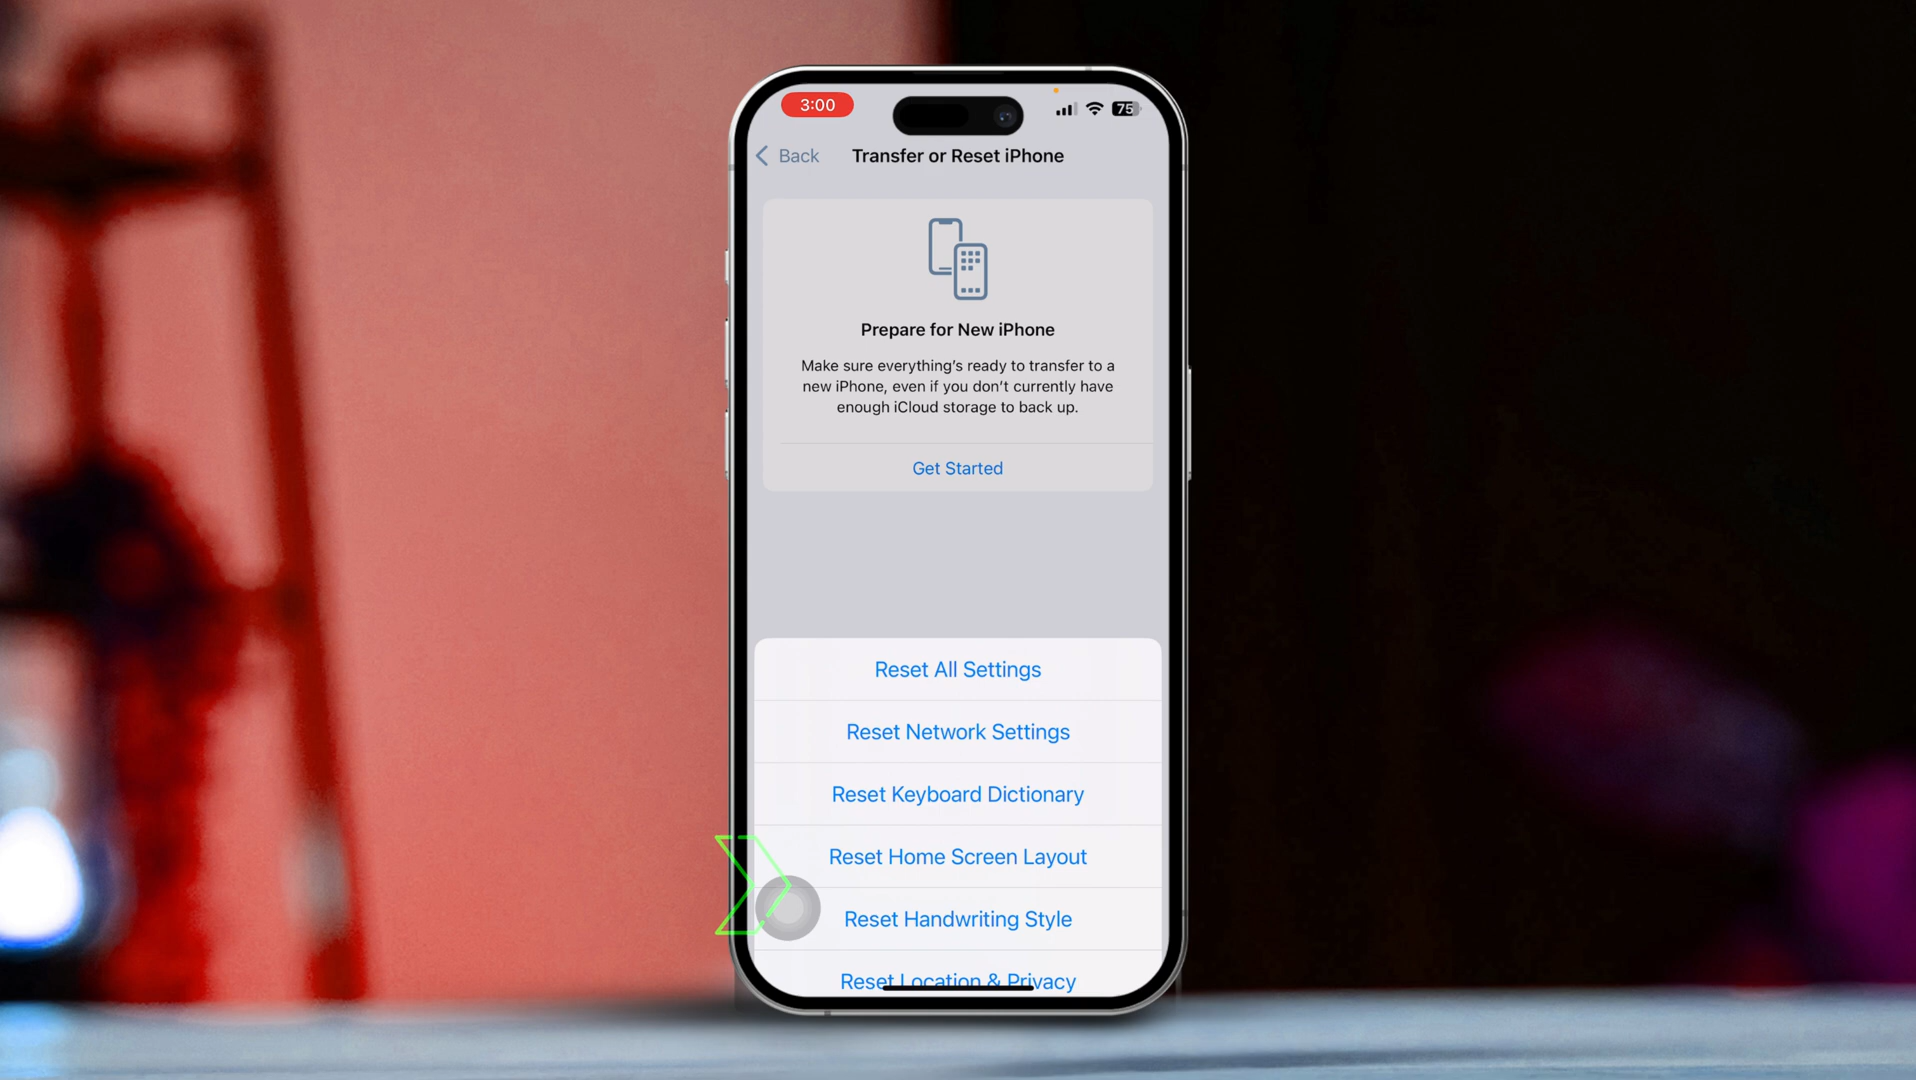 3:00
75
Back
Transfer or Reset iPhone
Prepare for New iPhone
Make sure everything's ready to transfer to a
new iPhone, even if you don't currently have
enough iCloud storage to back up.
Get Started
Reset All Settings
Reset Network Settings
Reset Keyboard Dictionary
Reset Home Screen Layout
Reset Handwriting Style
Reset Location & Privacy